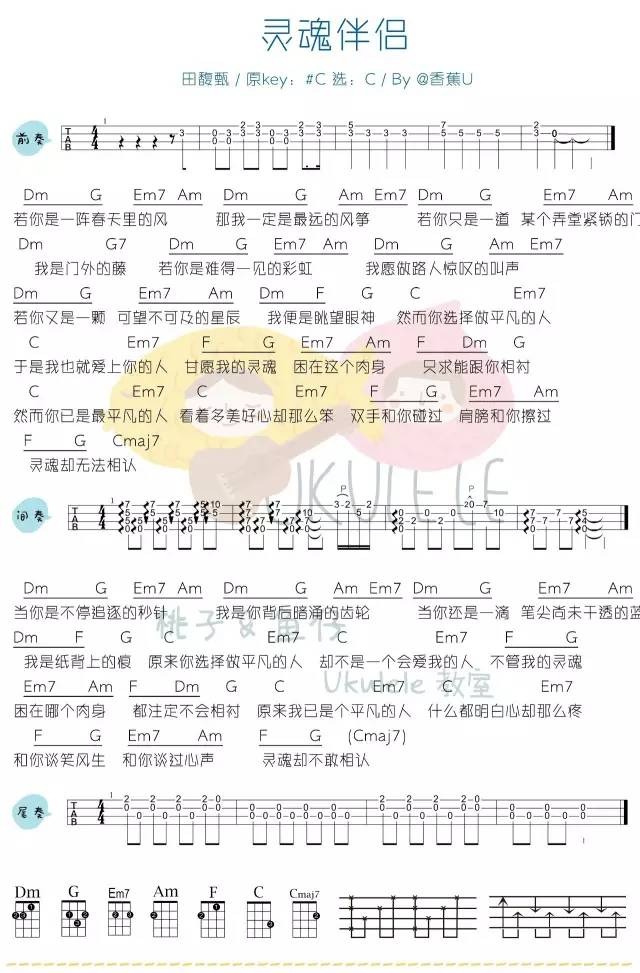 灵魂伴侣
田馥甄 / 原key：#C 选：C / By @香蕉U
前奏
Dm G Em7 Am Dm G Am Em7 Dm G Em7 Am
若你是一阵春天里的风 那我一定是最远的风筝 若你只是一道 某个弄堂紧锁的门
Dm G7 Dm G Em7 Am Dm G Am Em7
我是门外的藤 若你是难得一见的彩虹 我愿做路人惊叹的叫声
Dm G Em7 Am Dm F G C Em7
若你又是一颗 可望不可及的星辰 我便是眺望眼神 然而你选择做平凡的人
C Em7 F G Em7 Am F Dm G
于是我也就爱上你的人 甘愿我的灵魂 困在这个肉身 只求能跟你相衬
C Em7 C Em7 F G Em7 Am
然而你已是最平凡的人 看着多美好心却那么笨 双手和你碰过 肩膀和你擦过
F G Cmaj7
灵魂却无法相认
UKULELE
间奏
Dm G Em7 Am Dm G Am Em7 Dm G Em7 Am
当你是不停追逐的秒针 我是你背后暗涌的齿轮 当你还是一滴 笔尖尚未干透的蓝
Dm F G C Em7 C Em7 F G
我是纸背上的痕 原来你选择做平凡的人 却不是一个会爱我的人 不管我的灵魂
桃子&鱼仔
Ukulele 教室
Em7 Am F Dm G C Em7 C Em7
困在哪个肉身 都注定不会相衬 原来我已是个平凡的人 什么都明白心却那么疼
F G Em7 Am F G (Cmaj7)
和你谈笑风生 和你谈过心声 灵魂却不敢相认
尾奏
Dm G Em7 Am F C Cmaj7